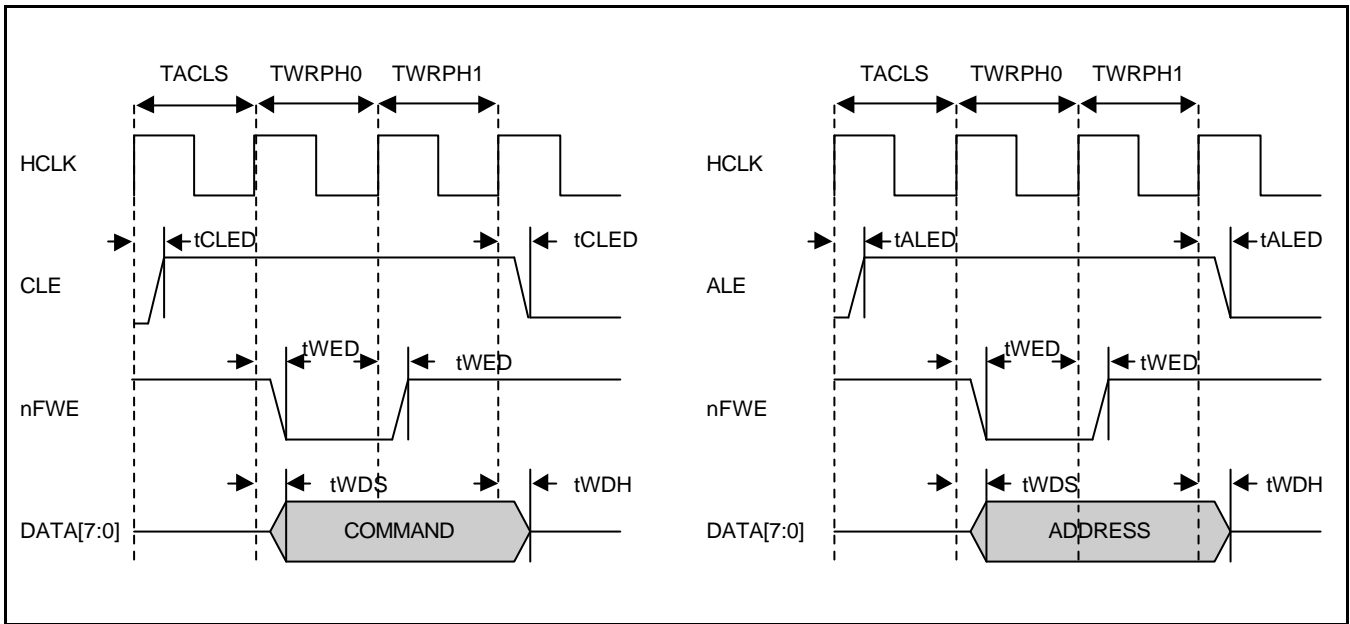 TACLS TWRPH0 TWRPH1
HCLK
tCLED tCLED
CLE
tWED tWED
nFWE
tWDS tWDH
DATA[7:0] COMMAND
TACLS TWRPH0 TWRPH1
HCLK
tALED tALED
ALE
tWED tWED
nFWE
tWDS tWDH
DATA[7:0] ADDRESS